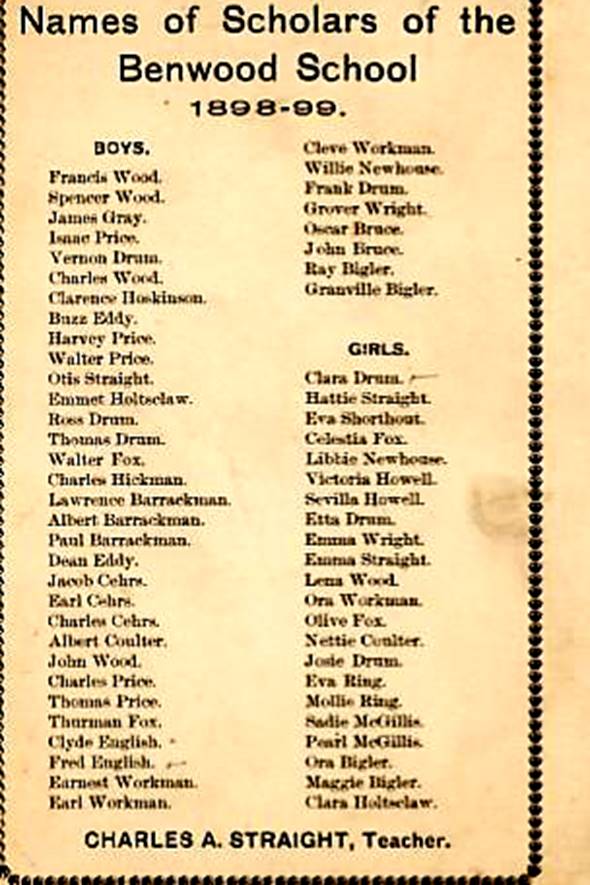 Names of Scholars of the
Benwood School
1898-99.
BOYS.
Francis Wood.
Spencer Wood.
James Gray.
Isaac Price.
Vernon Drum.
Charles Wood.
Clarence Hoskinson.
Buzz Eddy.
Harvey Price.
Walter Price.
Otis Straight.
Emmet Holtsclaw.
Ross Drum.
Thomas Drum.
Walter Fox.
Charles Hickman.
Lawrence Barrackman.
Albert Barrackman.
Paul Barrackman.
Dean Eddy.
Jacob Cehrs.
Earl Cehrs.
Charles Cehrs.
Albert Coulter.
John Wood.
Charles Price.
Thomas Price.
Thurman Fox.
Clyde English.
Fred English.
Earnest Workman.
Earl Workman.
Cleve Workman.
Willie Newhouse.
Frank Drum.
Grover Wright.
Oscar Bruce.
John Bruce.
Ray Bigler.
Granville Bigler.
GIRLS.
Clara Drum.
Hattie Straight.
Eva Shorthout.
Celestia Fox.
Libbie Newhouse.
Victoria Howell.
Sevilla Howell.
Etta Drum.
Emma Wright.
Emma Straight.
Lena Wood.
Ora Workman.
Olive Fox.
Nettie Coulter.
Josie Drum.
Eva Ring.
Mollie Ring.
Sadie McGillis.
Pearl McGillis.
Ora Bigler.
Maggie Bigler.
Clara Holtsclaw.
CHARLES A. STRAIGHT, Teacher.